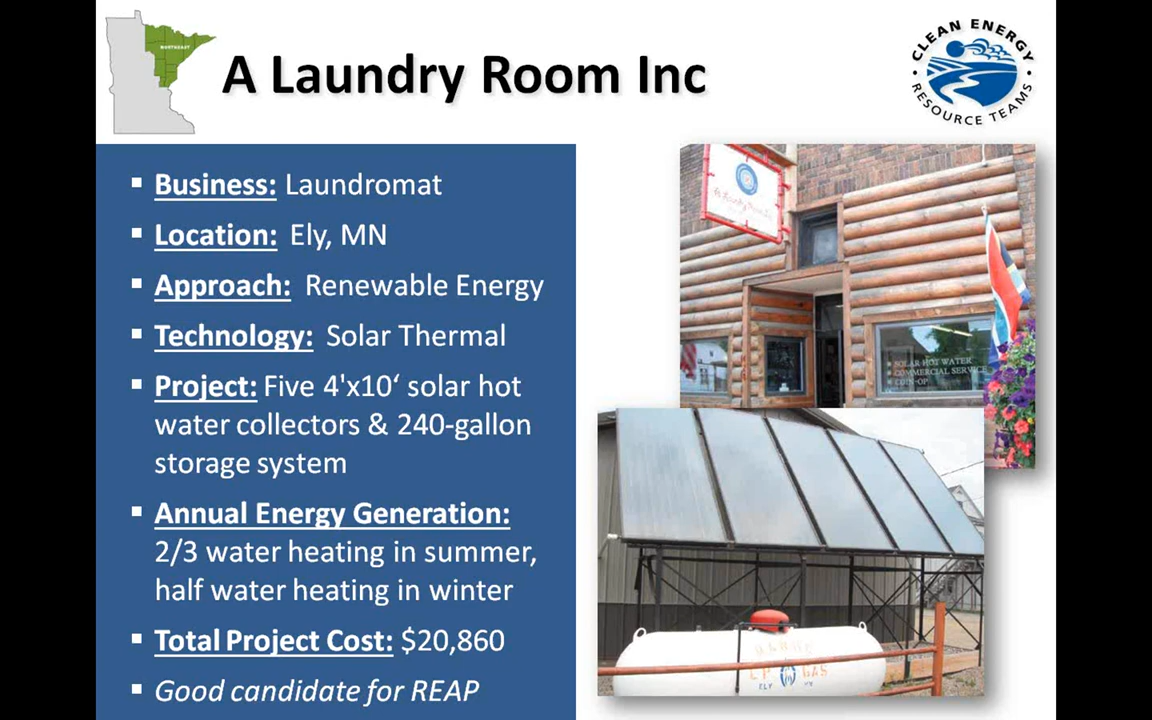 NORTHEAST
A Laundry Room Inc
CLEAN ENERGY
RESOURCE TEAMS
▪ Business: Laundromat
▪ Location: Ely, MN
▪ Approach: Renewable Energy
▪ Technology: Solar Thermal
▪ Project: Five 4'x10‘ solar hot
water collectors & 240-gallon
storage system
▪ Annual Energy Generation:
2/3 water heating in summer,
half water heating in winter
▪ Total Project Cost: $20,860
▪ Good candidate for REAP
A Laundry Room Inc
SOLAR HOT WATER
COMMERCIAL SERVICE
COIN-OP
LP GAS
ELY